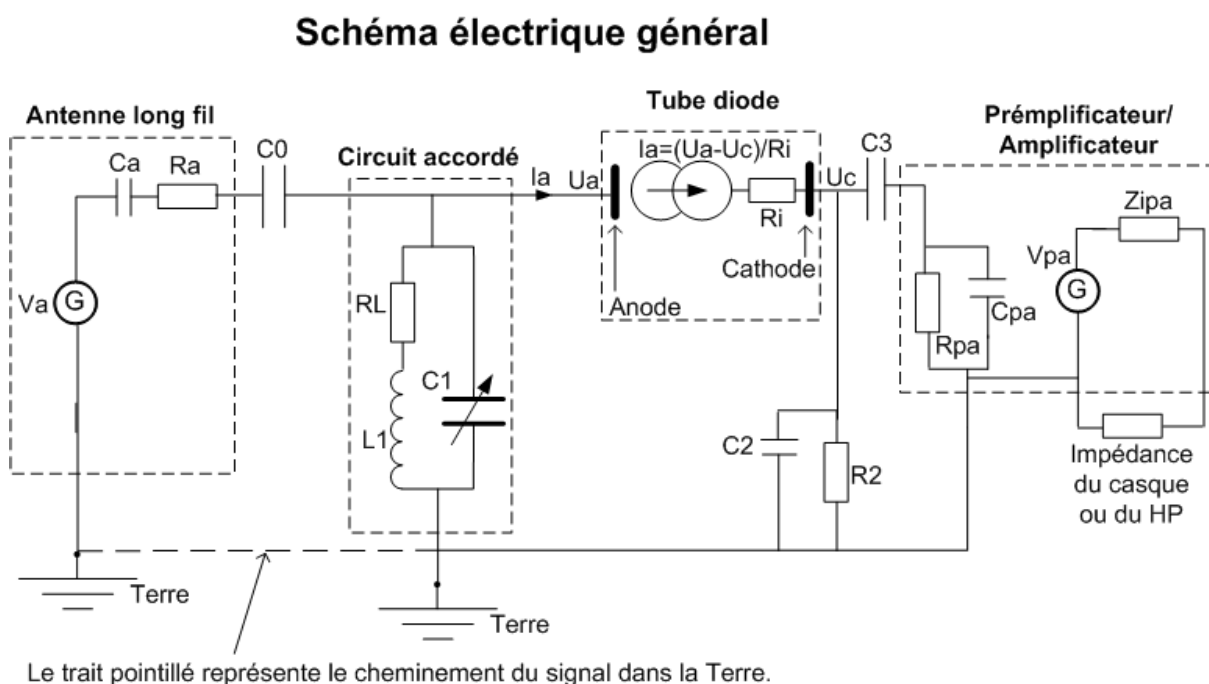 Schéma électrique général
Antenne long fil
Ca
Ra
C0
Va
G
Terre
Circuit accordé
RL
L1
C1
Terre
Ia
Ua
Tube diode
Ia=(Ua-Uc)/Ri
Ri
Anode
Cathode
Uc
C3
C2
R2
Prémplificateur/
Amplificateur
Rpa
Cpa
Vpa
G
Zipa
Impédance
du casque
ou du HP
Le trait pointillé représente le cheminement du signal dans la Terre.